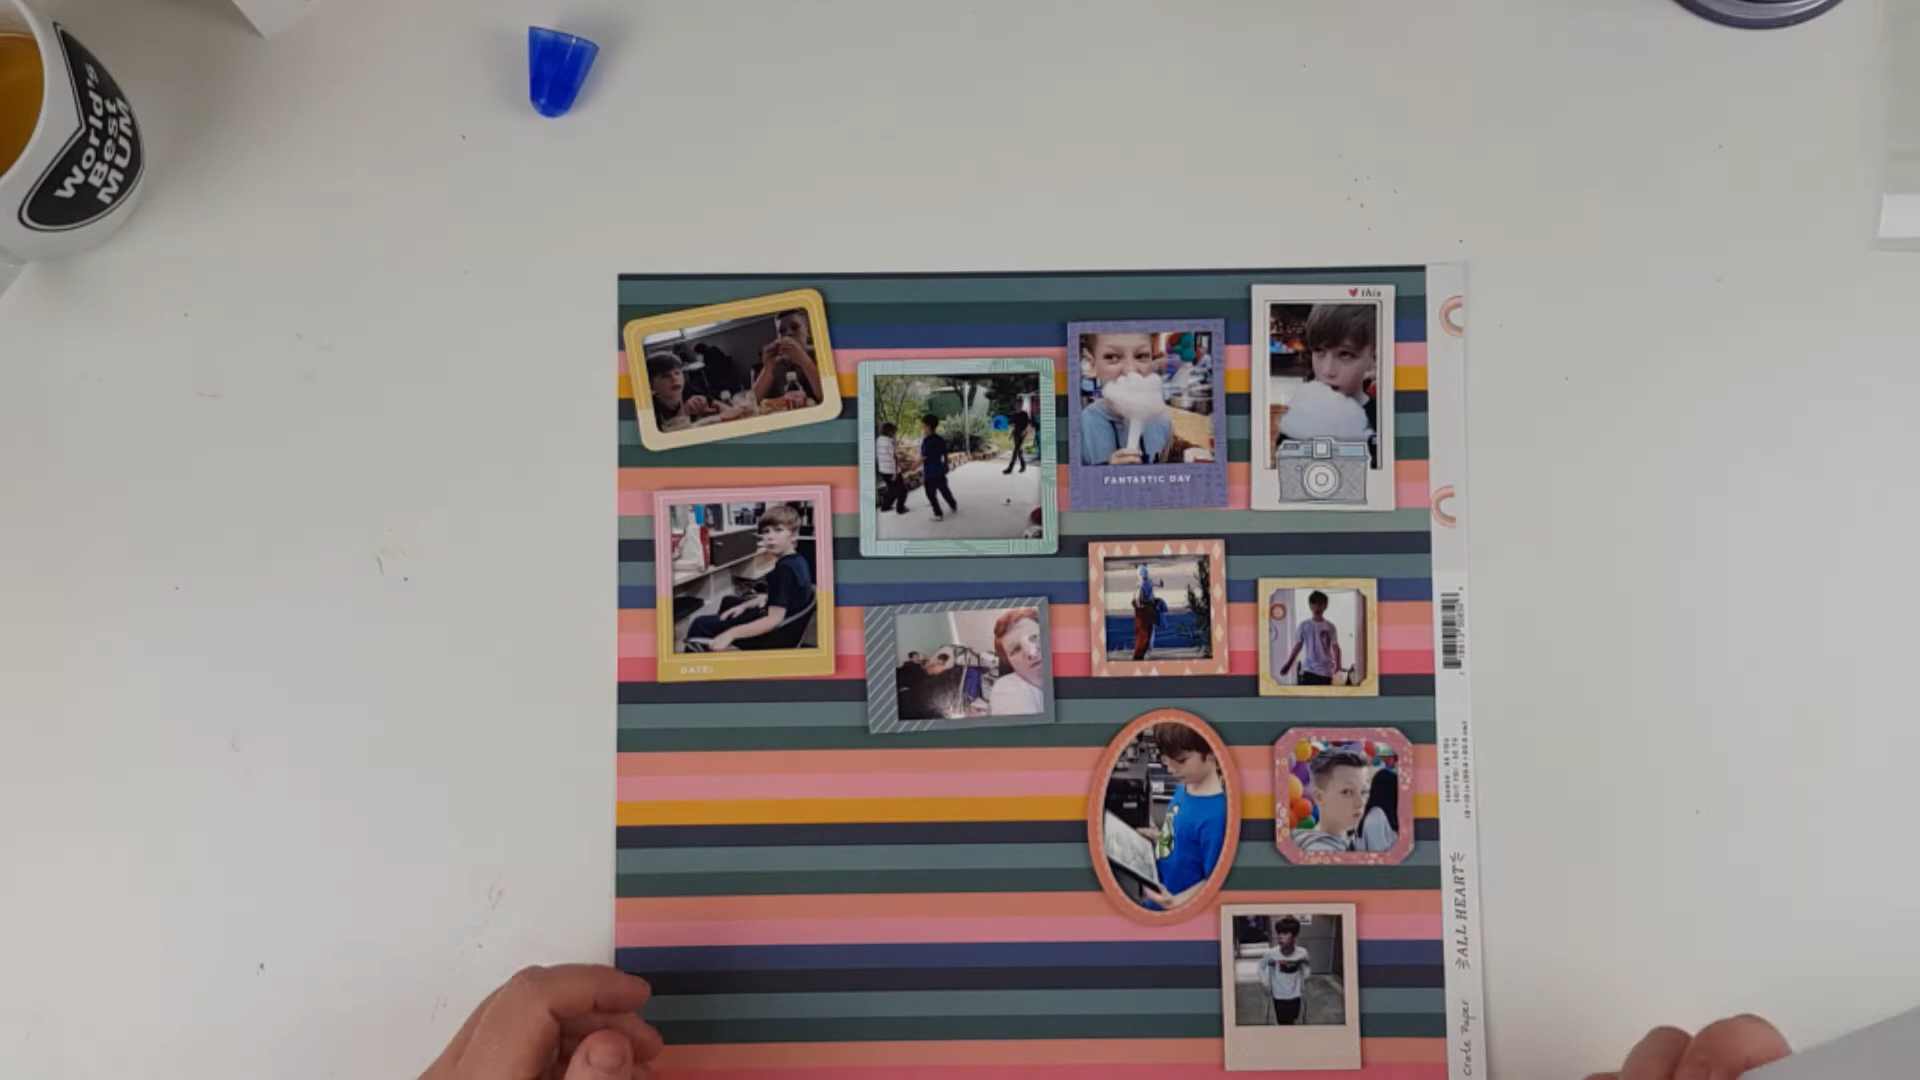 World's
Best
MUM
this
FANTASTIC DAY
DATE:
ALL HEART
Crate Paper